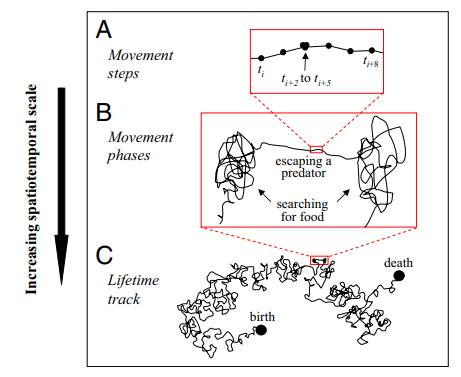 Increasing spatiotemporal scale
A
Movement
steps
t_i
t_{i+2} to t_{i+5}
t_{i+8}
B
Movement
phases
escaping a
predator
searching
for food
C
Lifetime
track
birth
death